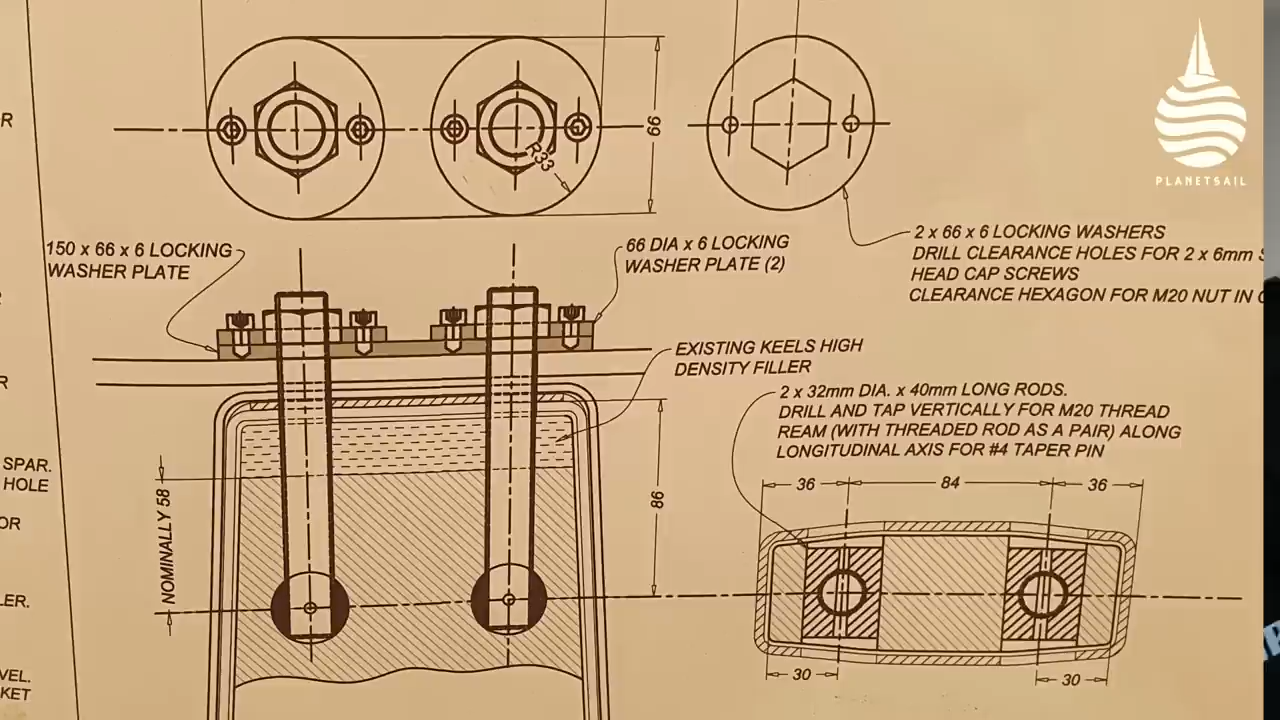 R
66
R33
PLANETSAIL
150 x 66 x 6 LOCKING
WASHER PLATE
66 DIA x 6 LOCKING
WASHER PLATE (2)
2 x 66 x 6 LOCKING WASHERS
DRILL CLEARANCE HOLES FOR 2 x 6mm S
HEAD CAP SCREWS
CLEARANCE HEXAGON FOR M20 NUT IN
EXISTING KEELS HIGH
DENSITY FILLER
R
2 x 32mm DIA. x 40mm LONG RODS.
DRILL AND TAP VERTICALLY FOR M20 THREAD
REAM (WITH THREADED ROD AS A PAIR) ALONG
LONGITUDINAL AXIS FOR #4 TAPER PIN
SPAR.
HOLE
OR
LER.
VEL.
KET
NOMINALLY 58
86
36
84
36
30
30